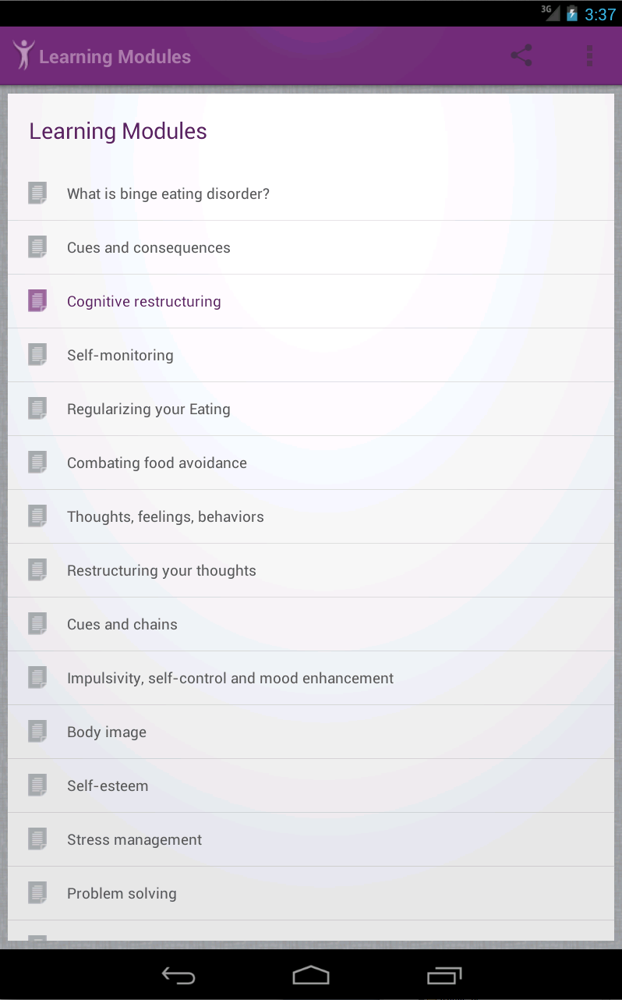 3G 3:37
Learning Modules
Learning Modules
What is binge eating disorder?
Cues and consequences
Cognitive restructuring
Self-monitoring
Regularizing your Eating
Combating food avoidance
Thoughts, feelings, behaviors
Restructuring your thoughts
Cues and chains
Impulsivity, self-control and mood enhancement
Body image
Self-esteem
Stress management
Problem solving